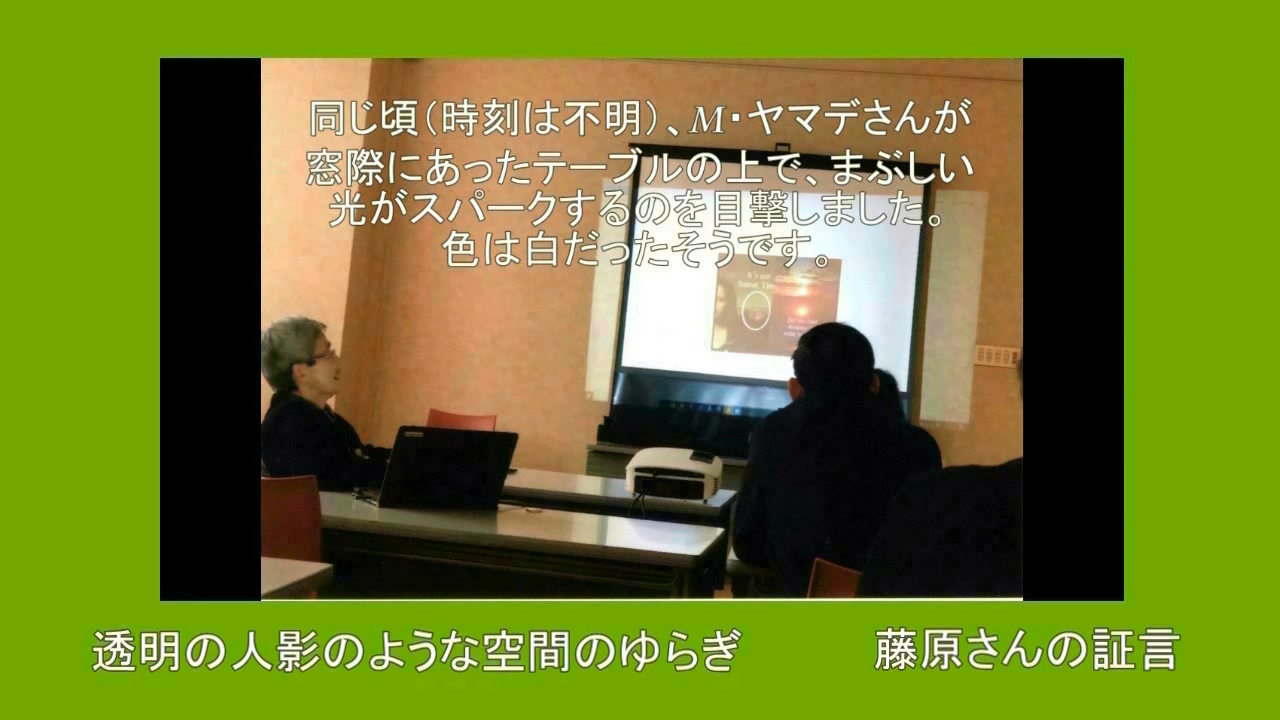 同じ頃（時刻は不明）、M・ヤマデさんが
窓際にあったテーブルの上で、まぶしい
光がスパークするのを目撃しました。
色は白だったそうです。
It's our
Sunset Time
透明の人影のような空間のゆらぎ
藤原さんの証言